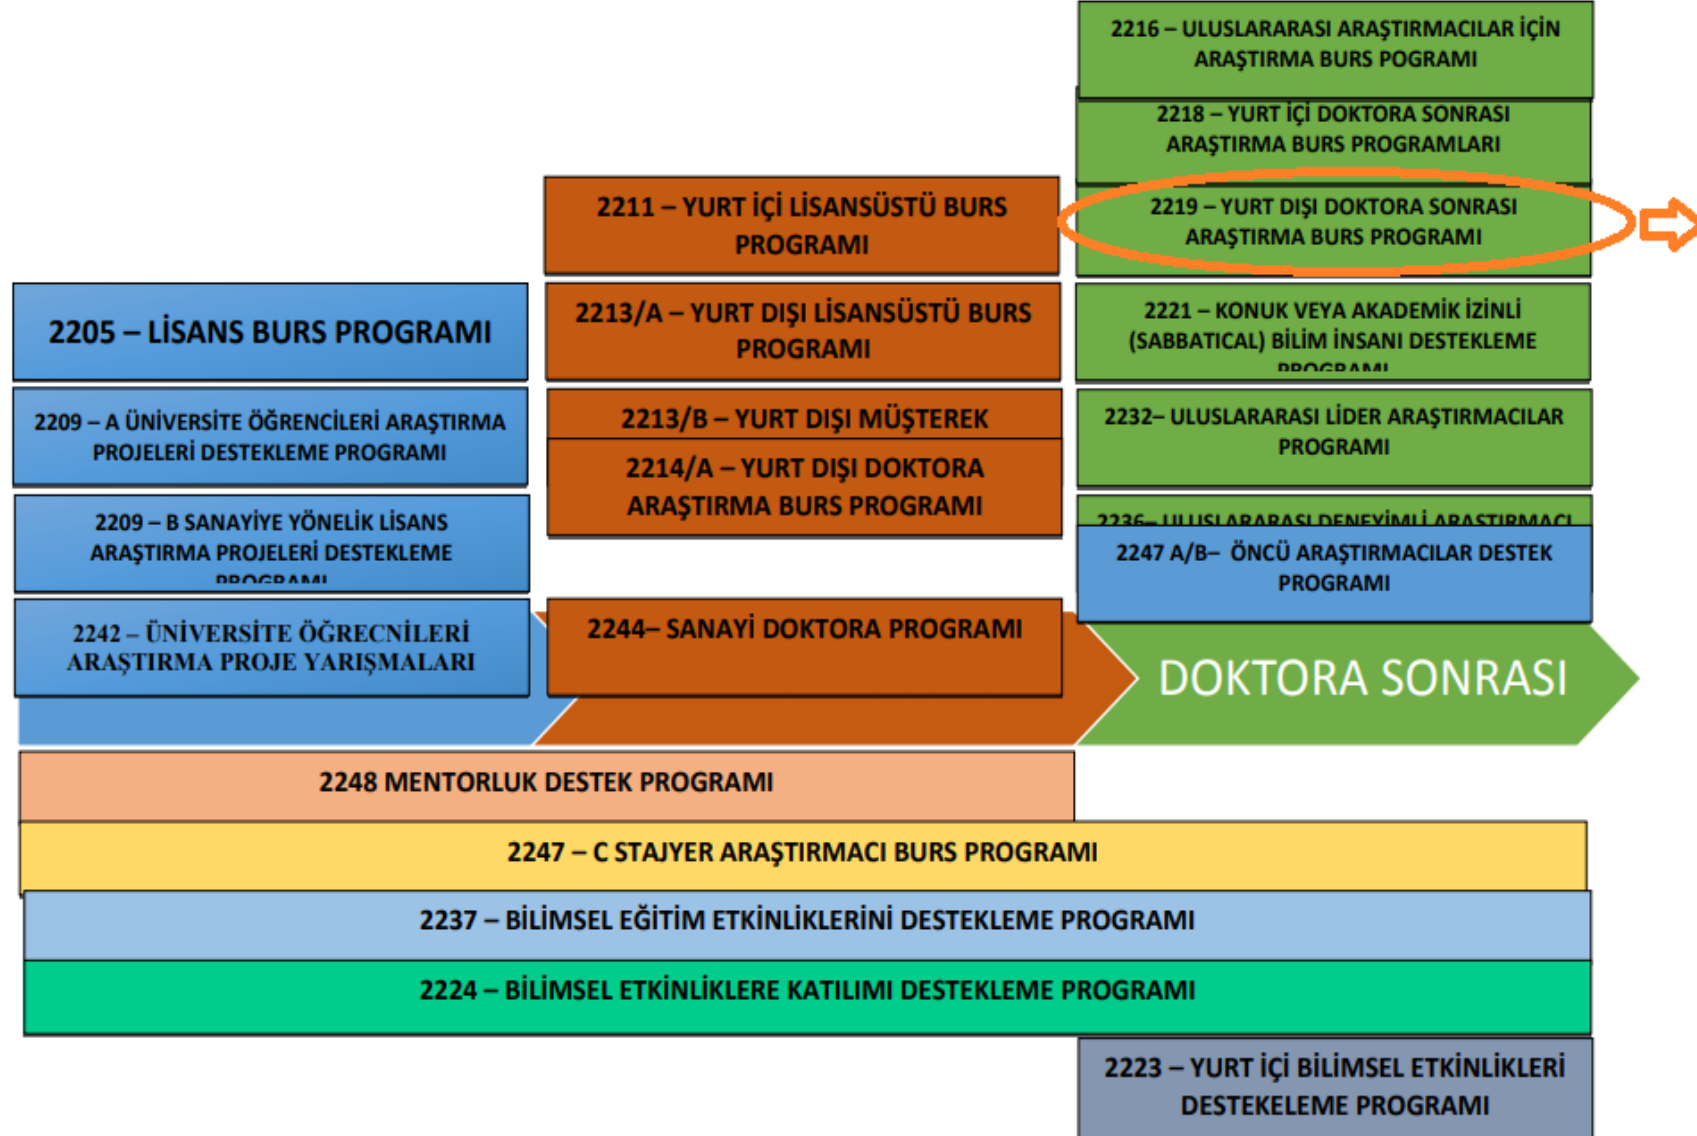 2205 – LİSANS BURS PROGRAMI
2209 – A ÜNİVERSİTE ÖĞRENCİLERİ ARAŞTIRMA
PROJELERİ DESTEKLEME PROGRAMI
2209 – B SANAYİYE YÖNELİK LİSANS
ARAŞTIRMA PROJELERİ DESTEKLEME
PROGRAMI
2242 – ÜNİVERSİTE ÖĞRECNİLERİ
ARAŞTIRMA PROJE YARIŞMALARI
2211 – YURT İÇİ LİSANSÜSTÜ BURS
PROGRAMI
2213/A – YURT DIŞI LİSANSÜSTÜ BURS
PROGRAMI
2213/B – YURT DIŞI MÜŞTEREK
2214/A – YURT DIŞI DOKTORA
ARAŞTIRMA BURS PROGRAMI
2244– SANAYİ DOKTORA PROGRAMI
2216 – ULUSLARARASI ARAŞTIRMACILAR İÇİN
ARAŞTIRMA BURS POGRAMI
2218 – YURT İÇİ DOKTORA SONRASI
ARAŞTIRMA BURS PROGRAMLARI
2219 – YURT DIŞI DOKTORA SONRASI
ARAŞTIRMA BURS PROGRAMI
2221 – KONUK VEYA AKADEMİK İZİNLİ
(SABBATICAL) BİLİM İNSANI DESTEKLEME
PROGRAMI
2232– ULUSLARARASI LİDER ARAŞTIRMACILAR
PROGRAMI
2236– ULUSLARARASI DENEYİMLİ ARAŞTIRMACI
2247 A/B– ÖNCÜ ARAŞTIRMACILAR DESTEK
PROGRAMI
DOKTORA SONRASI
2248 MENTORLUK DESTEK PROGRAMI
2247 – C STAJYER ARAŞTIRMACI BURS PROGRAMI
2237 – BİLİMSEL EĞİTİM ETKİNLİKLERİNİ DESTEKLEME PROGRAMI
2224 – BİLİMSEL ETKİNLİKLERE KATILIMI DESTEKLEME PROGRAMI
2223 – YURT İÇİ BİLİMSEL ETKİNLİKLERİ
DESTEKELEME PROGRAMI